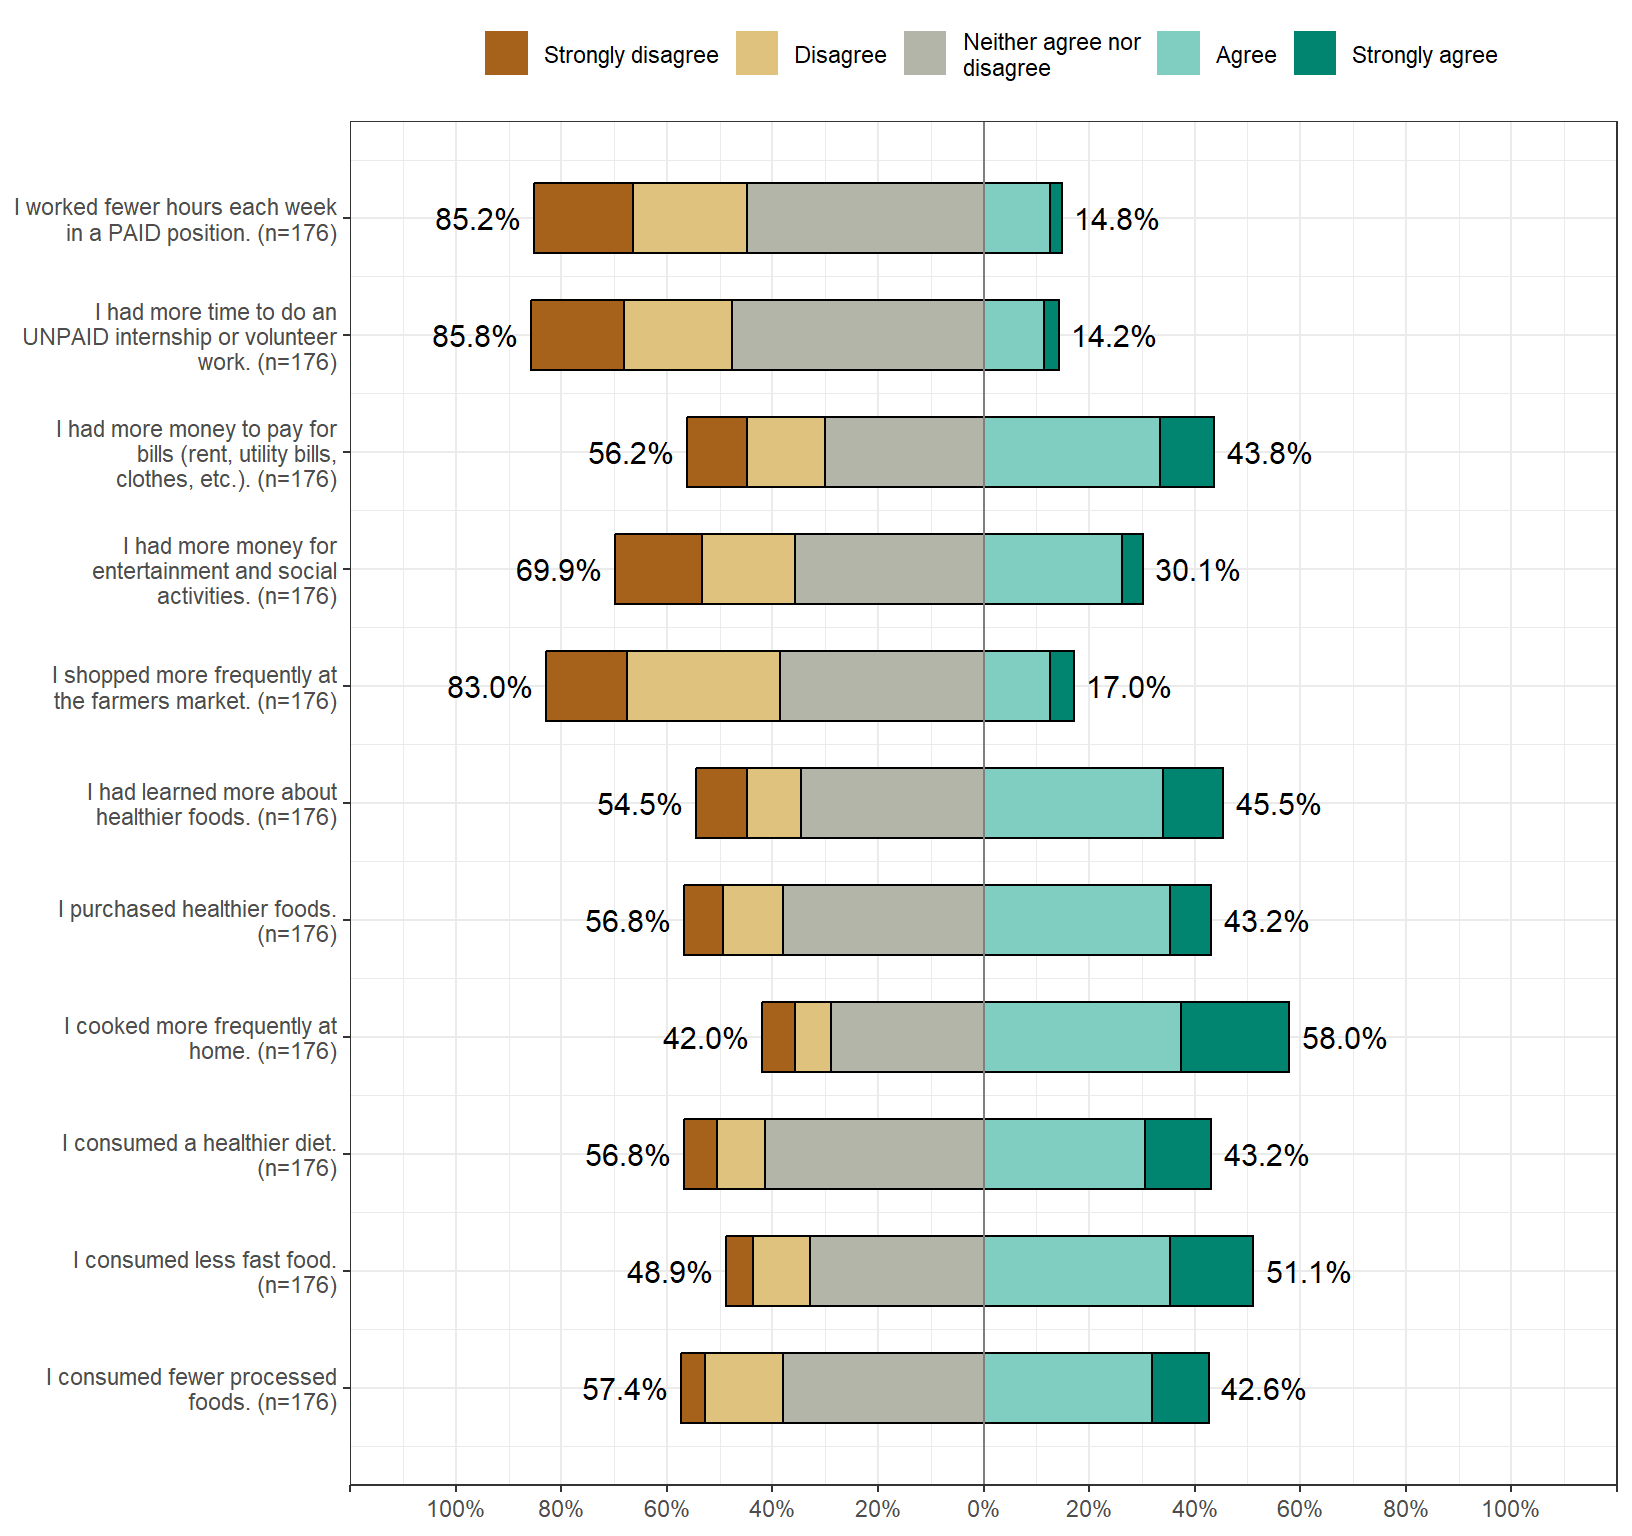 Strongly disagree
Disagree
Neither agree nor
disagree
Agree
Strongly agree
I worked fewer hours each week
in a PAID position. (n=176)
85.2%
14.8%
I had more time to do an
UNPAID internship or volunteer
work. (n=176)
85.8%
14.2%
I had more money to pay for
bills (rent, utility bills,
clothes, etc.). (n=176)
56.2%
43.8%
I had more money for
entertainment and social
activities. (n=176)
69.9%
30.1%
I shopped more frequently at
the farmers market. (n=176)
83.0%
17.0%
I had learned more about
healthier foods. (n=176)
54.5%
45.5%
I purchased healthier foods.
(n=176)
56.8%
43.2%
I cooked more frequently at
home. (n=176)
42.0%
58.0%
I consumed a healthier diet.
(n=176)
56.8%
43.2%
I consumed less fast food.
(n=176)
48.9%
51.1%
I consumed fewer processed
foods. (n=176)
57.4%
42.6%
100% 80% 60% 40% 20% 0% 20% 40% 60% 80% 100%